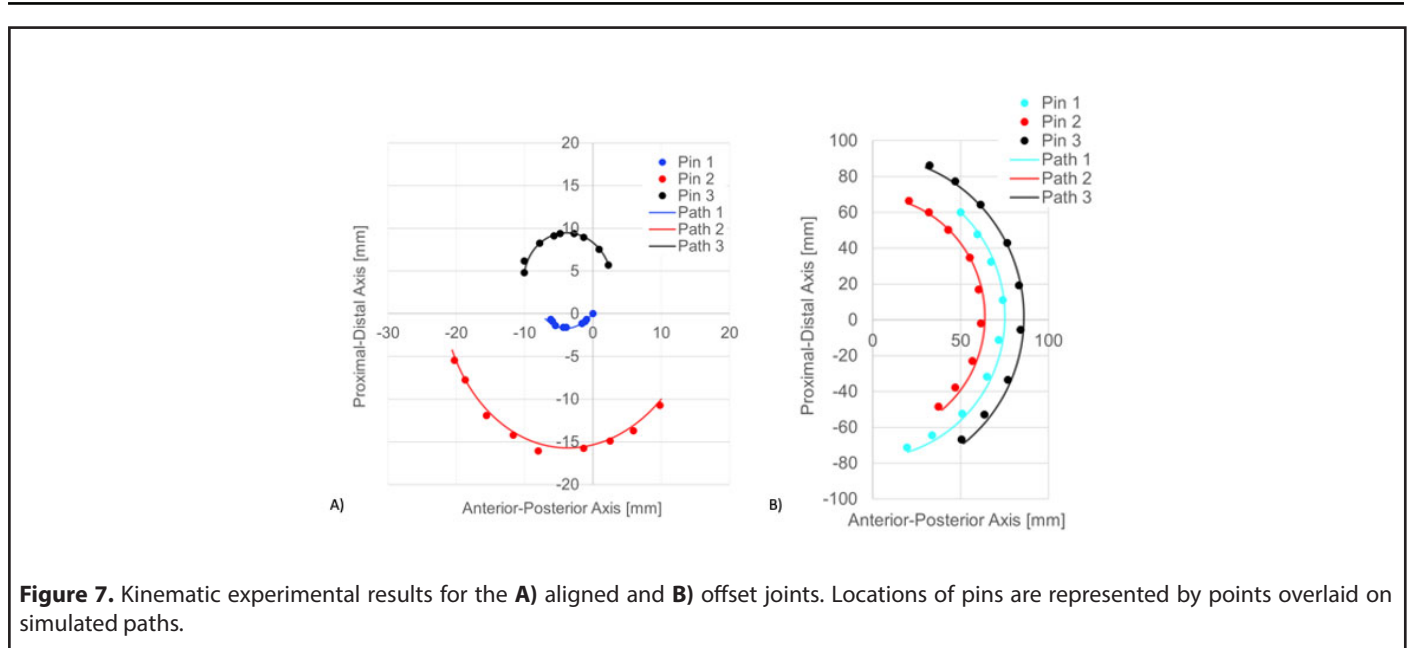 20
15
10
5
0
-5
-10
-15
-20
-30
-20
-10
0
10
20
Proximal-Distal Axis [mm]
Anterior-Posterior Axis [mm]
Pin 1
Pin 2
Pin 3
Path 1
Path 2
Path 3
A)
Pin 1
Pin 2
Pin 3
Path 1
Path 2
Path 3
100
80
60
40
20
0
-20
-40
-60
-80
-100
0
50
100
Proximal-Distal Axis [mm]
Anterior-Posterior Axis [mm]
B)
Figure 7. Kinematic experimental results for the A) aligned and B) offset joints. Locations of pins are represented by points overlaid on
simulated paths.